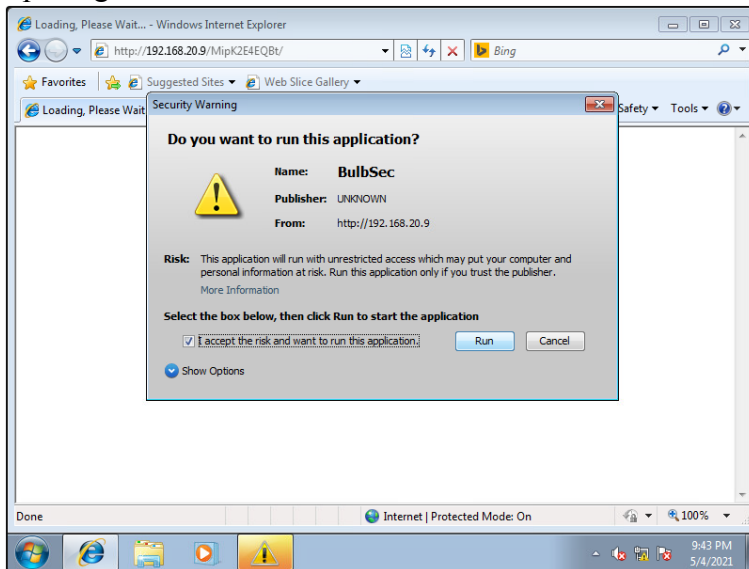 Loading, Please Wait... - Windows Internet Explorer
http://192.168.20.9/MipK2E4EQBt/
Bing
Favorites
Suggested Sites
Web Slice Gallery
Loading, Please Wait
Safety
Tools
Security Warning
Do you want to run this application?
Name: BulbSec
Publisher: UNKNOWN
From: http://192.168.20.9
Risk: This application will run with unrestricted access which may put your computer and
personal information at risk. Run this application only if you trust the publisher.
More Information
Select the box below, then click Run to start the application
I accept the risk and want to run this application.
Run
Cancel
Show Options
Done
Internet | Protected Mode: On
100%
9:43 PM
5/4/2021